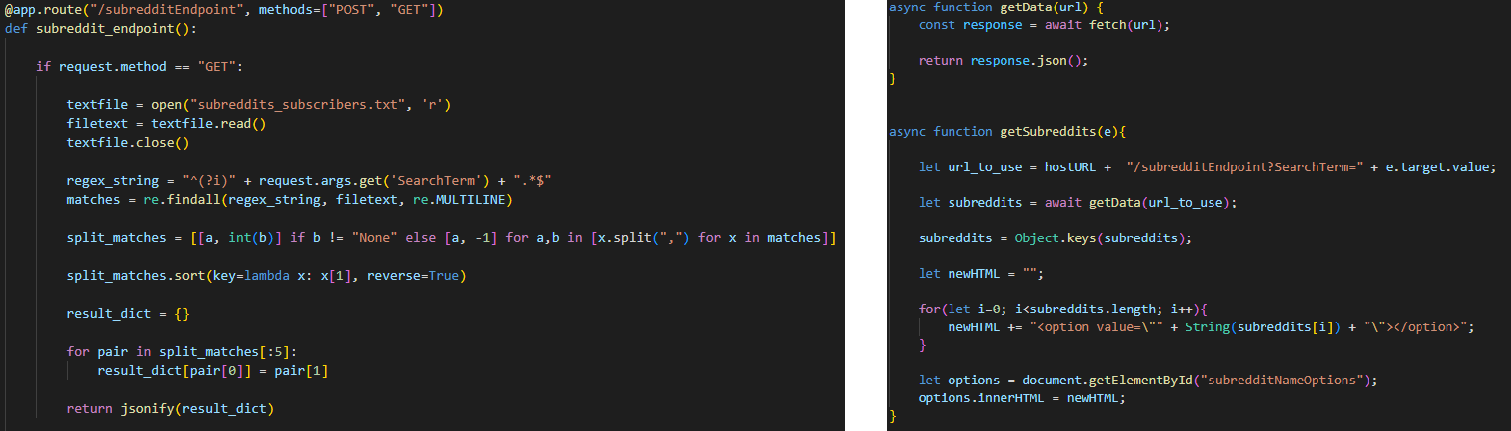 @app.route("/subredditEndpoint", methods=["POST", "GET"])
def subreddit_endpoint():
if request.method == "GET":
textfile = open("subreddits_subscribers.txt", 'r')
filetext = textfile.read()
textfile.close()
regex_string = "^(?i)" + request.args.get('SearchTerm') + ".*$"
matches = re.findall(regex_string, filetext, re.MULTILINE)
split_matches = [[a, int(b)] if b != "None" else [a, -1] for a,b in [x.split(",") for x in matches]]
split_matches.sort(key=lambda x: x[1], reverse=True)
result_dict = {}
for pair in split_matches[:5]:
result_dict[pair[0]] = pair[1]
return jsonify(result_dict)
async function getData(url) {
const response = await fetch(url);
return response.json();
}
async function getSubreddits(e){
let url_to_use = hostURL + "/subredditEndpoint?SearchTerm=" + e.target.value;
let subreddits = await getData(url_to_use);
subreddits = Object.keys(subreddits);
let newHTML = "";
for(let i=0; i<subreddits.length; i++){
newHTML += "<option value=\"" + String(subreddits[i]) + "\"></option>";
}
let options = document.getElementById("subredditNameOptions");
options.innerHTML = newHTML;
}